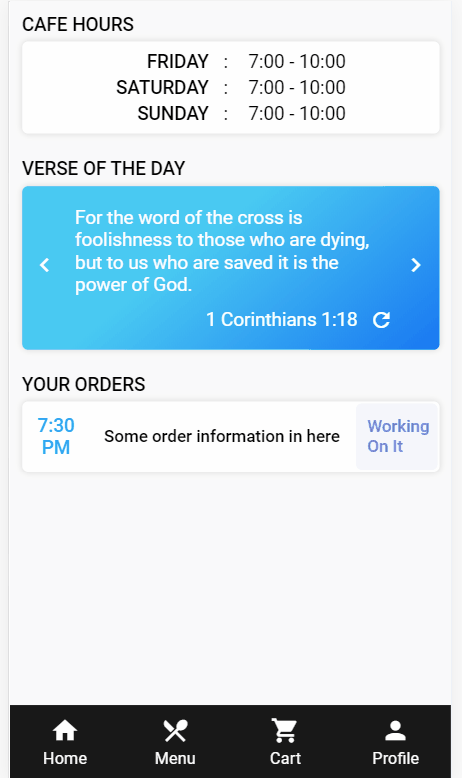 CAFE HOURS
FRIDAY : 7:00 - 10:00
SATURDAY : 7:00 - 10:00
SUNDAY : 7:00 - 10:00
VERSE OF THE DAY
For the word of the cross is
foolishness to those who are dying,
but to us who are saved it is the
power of God.
1 Corinthians 1:18
YOUR ORDERS
7:30
PM
Some order information in here
Working
On It
Home
Menu
Cart
Profile